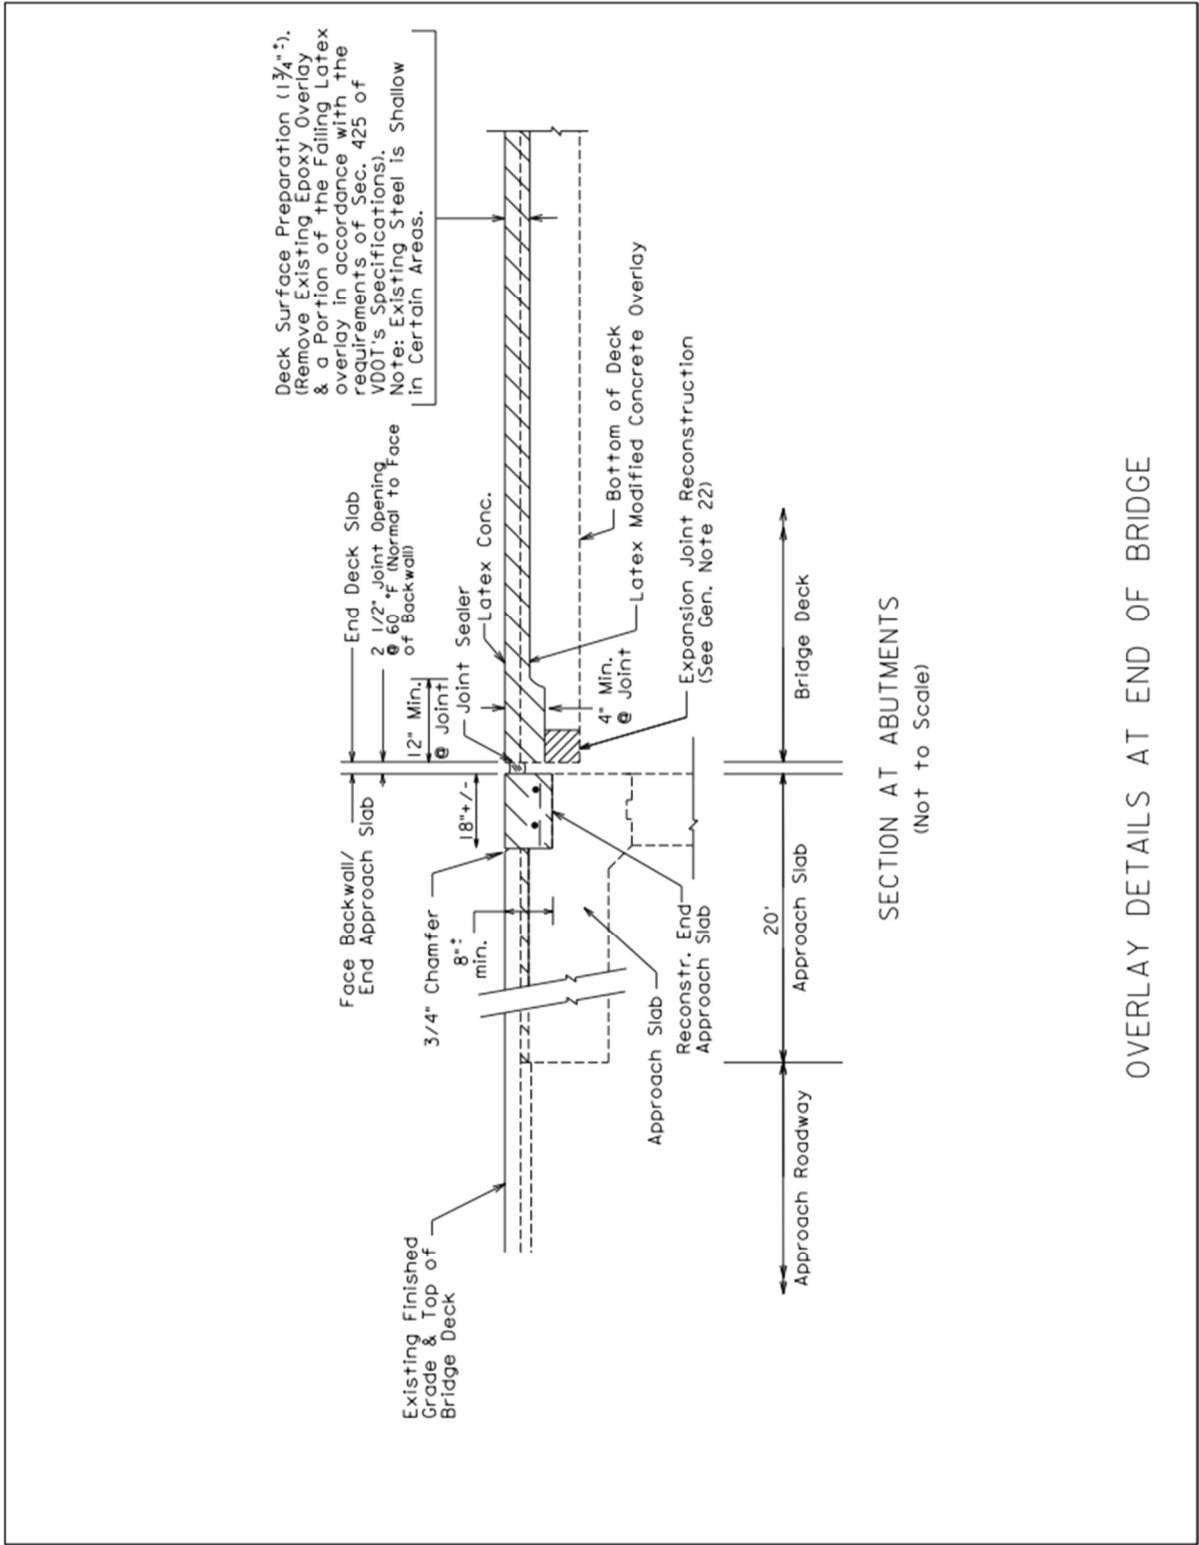 Deck Surface Preparation (1 3/4"±).
(Remove Existing Epoxy Overlay
& a Portion of the Failing Latex
overlay in accordance with the
requirements of Sec. 425 of
VDOT's Specifications).
Note: Existing Steel is Shallow
in Certain Areas.
Face Backwall/
End Approach Slab
End Deck Slab
2 1/2" Joint Opening
@ 60 °F (Normal to Face
of Backwall)
Existing Finished
Grade & Top of
Bridge Deck
3/4" Chamfer
8"±
min.
18"+/-
12" Min.
@ Joint
Joint Sealer
Latex Conc.
4" Min.
@ Joint
Bottom of Deck
Latex Modified Concrete Overlay
Expansion Joint Reconstruction
(See Gen. Note 22)
Approach Slab
Reconstr. End
Approach Slab
20'
Approach Roadway
Approach Slab
Bridge Deck
SECTION AT ABUTMENTS
(Not to Scale)
OVERLAY DETAILS AT END OF BRIDGE